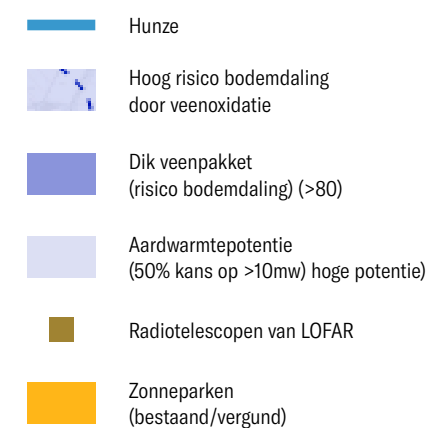 Hunze
Hoog risico bodemdaling
door veenoxidatie
Dik veenpakket
(risico bodemdaling) (>80)
Aardwarmtepotentie
(50% kans op >10mw) hoge potentie)
Radiotelescopen van LOFAR
Zonneparken
(bestaand/vergund)